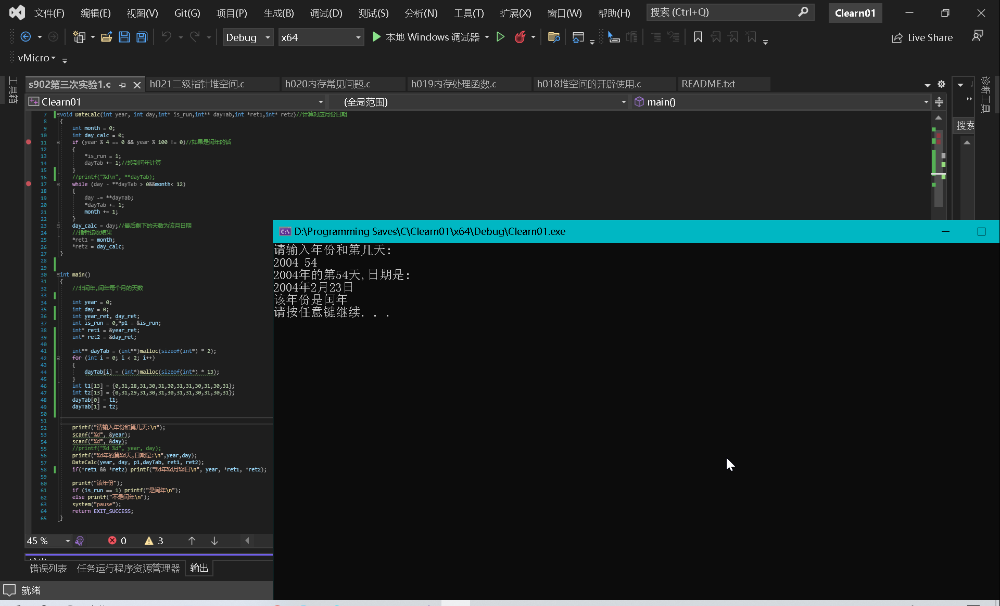 文件(F) 编辑(E) 视图(V) Git(G) 项目(P) 生成(B) 调试(D) 测试(S) 分析(N) 工具(T) 扩展(X) 窗口(W) 帮助(H) 搜索 (Ctrl+Q) Clearn01
Debug x64 本地 Windows 调试器 Live Share
vMicro
工具箱
s902第三次实验1.c h021二级指针堆空间.c h020内存常见问题.c h019内存处理函数.c h018堆空间的开辟使用.c README.txt
诊断工具
Clearn01 (全局范围) main()
搜索
7 void DateCalc(int year, int day,int* is_run,int** dayTab,int *ret1,int* ret2)//计算对应月份日期
8 {
9 int month = 0;
10 int day_calc = 0;
11 if (year % 4 == 0 && year % 100 != 0)//如果是闰年的话
12 {
13 *is_run = 1;
14 dayTab += 1;//转到闰年计算
15 }
16 //printf("%d\n", **dayTab);
17 while (day - **dayTab > 0&&month< 12)
18 {
19 day -= **dayTab;
20 *dayTab += 1;
21 month += 1;
22 }
23 day_calc = day;//最后剩下的天数为该月日期
24 //指针接收结果
25 *ret1 = month;
26 *ret2 = day_calc;
27 }
28
29
30 int main()
31 {
32 //非闰年,闰年每个月的天数
33
34 int year = 0;
35 int day = 0;
36 int year_ret, day_ret;
37 int is_run = 0,*p1 = &is_run;
38 int* ret1 = &year_ret;
39 int* ret2 = &day_ret;
40
41 int** dayTab = (int**)malloc(sizeof(int*) * 2);
42 for (int i = 0; i < 2; i++)
43 {
44 dayTab[i] = (int*)malloc(sizeof(int*) * 13);
45 }
46 int t1[13] = {0,31,28,31,30,31,30,31,31,30,31,30,31};
47 int t2[13] = {0,31,29,31,30,31,30,31,31,30,31,30,31};
48 dayTab[0] = t1;
49 dayTab[1] = t2;
50
51
52 printf("请输入年份和第几天:\n");
53 scanf("%d", &year);
54 scanf("%d", &day);
55 //printf("%d %d", year, day);
56 printf("%d年的第%d天,日期是:\n",year,day);
57 DateCalc(year, day, p1,dayTab, ret1, ret2);
58 if(*ret1 && *ret2) printf("%d年%d月%d日\n", year, *ret1, *ret2);
59
60 printf("该年份");
61 if (is_run == 1) printf("是闰年\n");
62 else printf("不是闰年\n");
63 system("pause");
64 return EXIT_SUCCESS;
65 }
D:\Programming Saves\C\Clearn01\x64\Debug\Clearn01.exe
请输入年份和第几天:
2004 54
2004年的第54天,日期是:
2004年2月23日
该年份是闰年
请按任意键继续. . .
45 % 0 3
错误列表 任务运行程序资源管理器 输出
就绪